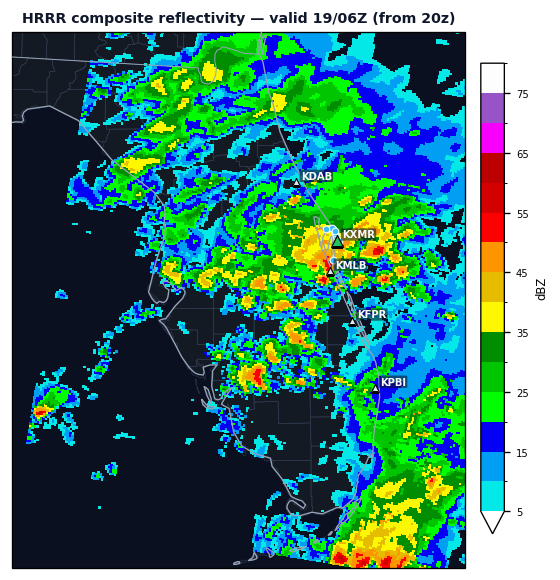 HRRR composite reflectivity — valid 19/06Z (from 20z)
KDAB
KXMR
KMLB
KFPR
KPBI
75
65
55
45
35
25
15
5
dBZ